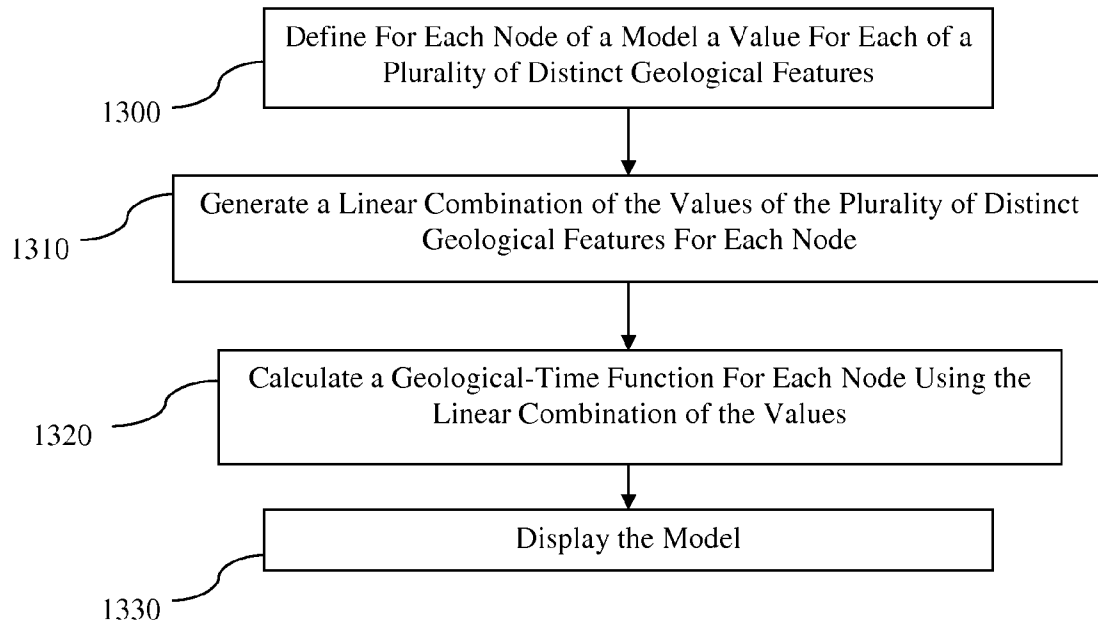 Define For Each Node of a Model a Value For Each of a
Plurality of Distinct Geological Features
1300
Generate a Linear Combination of the Values of the Plurality of Distinct
Geological Features For Each Node
1310
Calculate a Geological-Time Function For Each Node Using the
Linear Combination of the Values
1320
Display the Model
1330